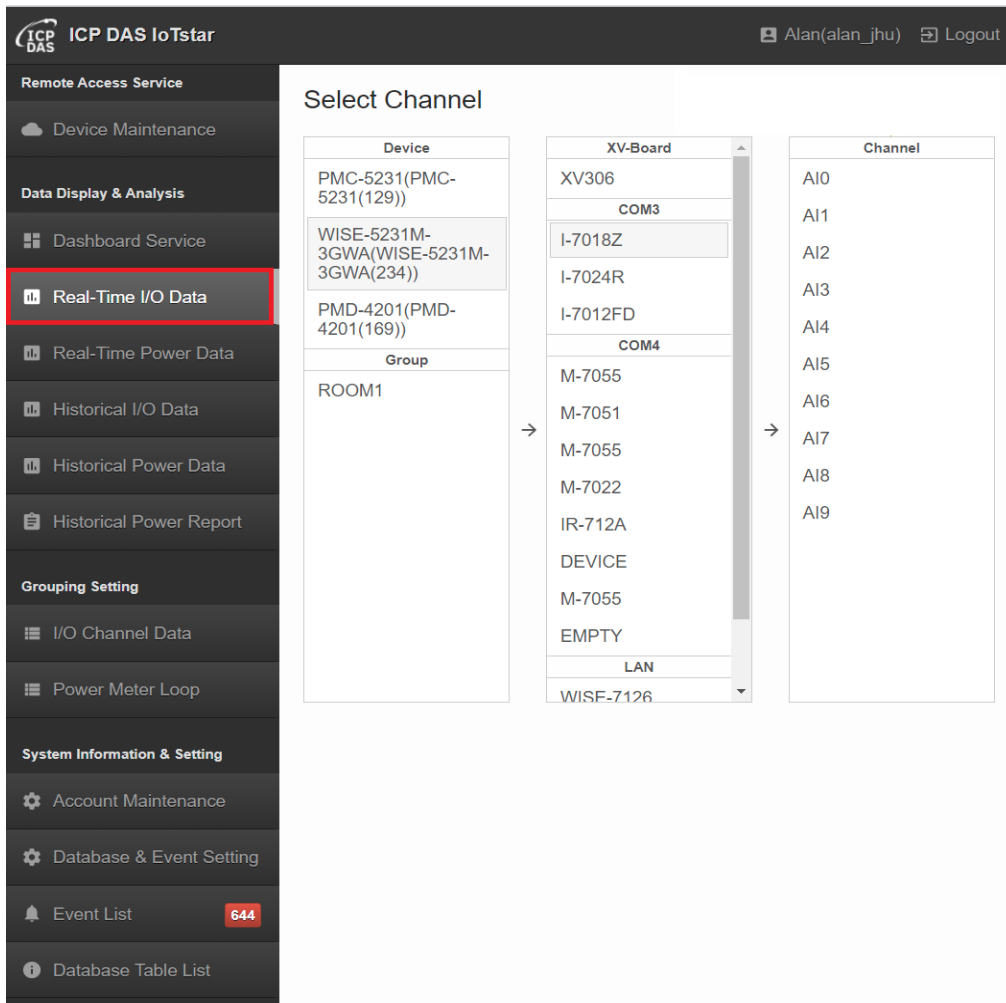 ICP DAS
ICP DAS IoTstar
Alan(alan_jhu)
Logout
Remote Access Service
Device Maintenance
Data Display & Analysis
Dashboard Service
Real-Time I/O Data
Real-Time Power Data
Historical I/O Data
Historical Power Data
Historical Power Report
Grouping Setting
I/O Channel Data
Power Meter Loop
System Information & Setting
Account Maintenance
Database & Event Setting
Event List 644
Database Table List
Select Channel
Device
PMC-5231(PMC-
5231(129))
WISE-5231M-
3GWA(WISE-5231M-
3GWA(234))
PMD-4201(PMD-
4201(169))
Group
ROOM1
XV-Board
XV306
COM3
I-7018Z
I-7024R
I-7012FD
COM4
M-7055
M-7051
M-7055
M-7022
IR-712A
DEVICE
M-7055
EMPTY
LAN
WISE-7126
Channel
AI0
AI1
AI2
AI3
AI4
AI5
AI6
AI7
AI8
AI9